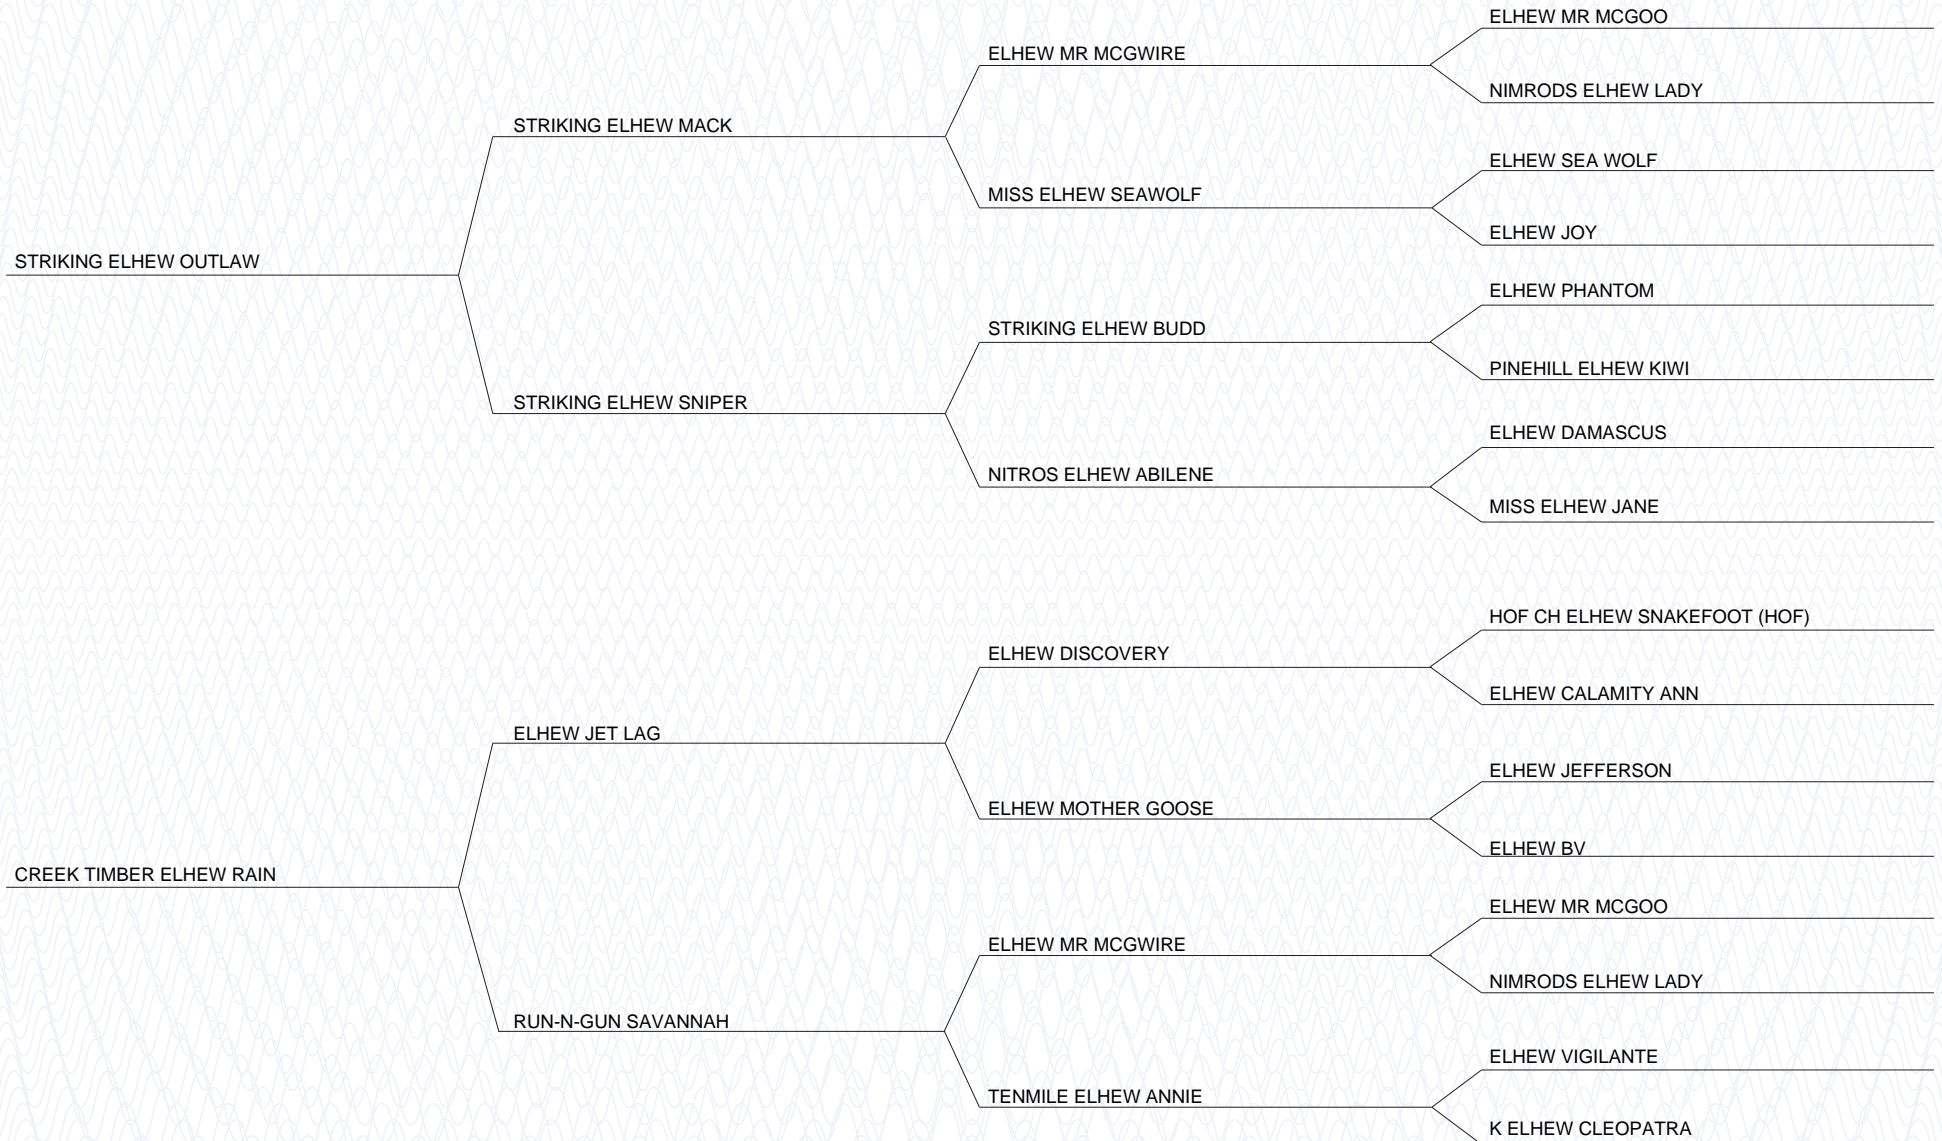 ELHEW MR MCGOO
ELHEW MR MCGWIRE
NIMRODS ELHEW LADY
STRIKING ELHEW MACK
ELHEW SEA WOLF
MISS ELHEW SEAWOLF
ELHEW JOY
STRIKING ELHEW OUTLAW
ELHEW PHANTOM
STRIKING ELHEW BUDD
PINEHILL ELHEW KIWI
STRIKING ELHEW SNIPER
ELHEW DAMASCUS
NITROS ELHEW ABILENE
MISS ELHEW JANE
HOF CH ELHEW SNAKEFOOT (HOF)
ELHEW DISCOVERY
ELHEW CALAMITY ANN
ELHEW JET LAG
ELHEW JEFFERSON
ELHEW MOTHER GOOSE
ELHEW BV
CREEK TIMBER ELHEW RAIN
ELHEW MR MCGOO
ELHEW MR MCGWIRE
NIMRODS ELHEW LADY
RUN-N-GUN SAVANNAH
ELHEW VIGILANTE
TENMILE ELHEW ANNIE
K ELHEW CLEOPATRA